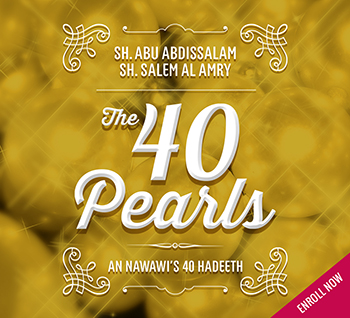 SH. ABU ABDISSALAM
SH. SALEM AL AMRY
The 40
Pearls
AN NAWAWI'S 40 HADEETH
ENROLL NOW